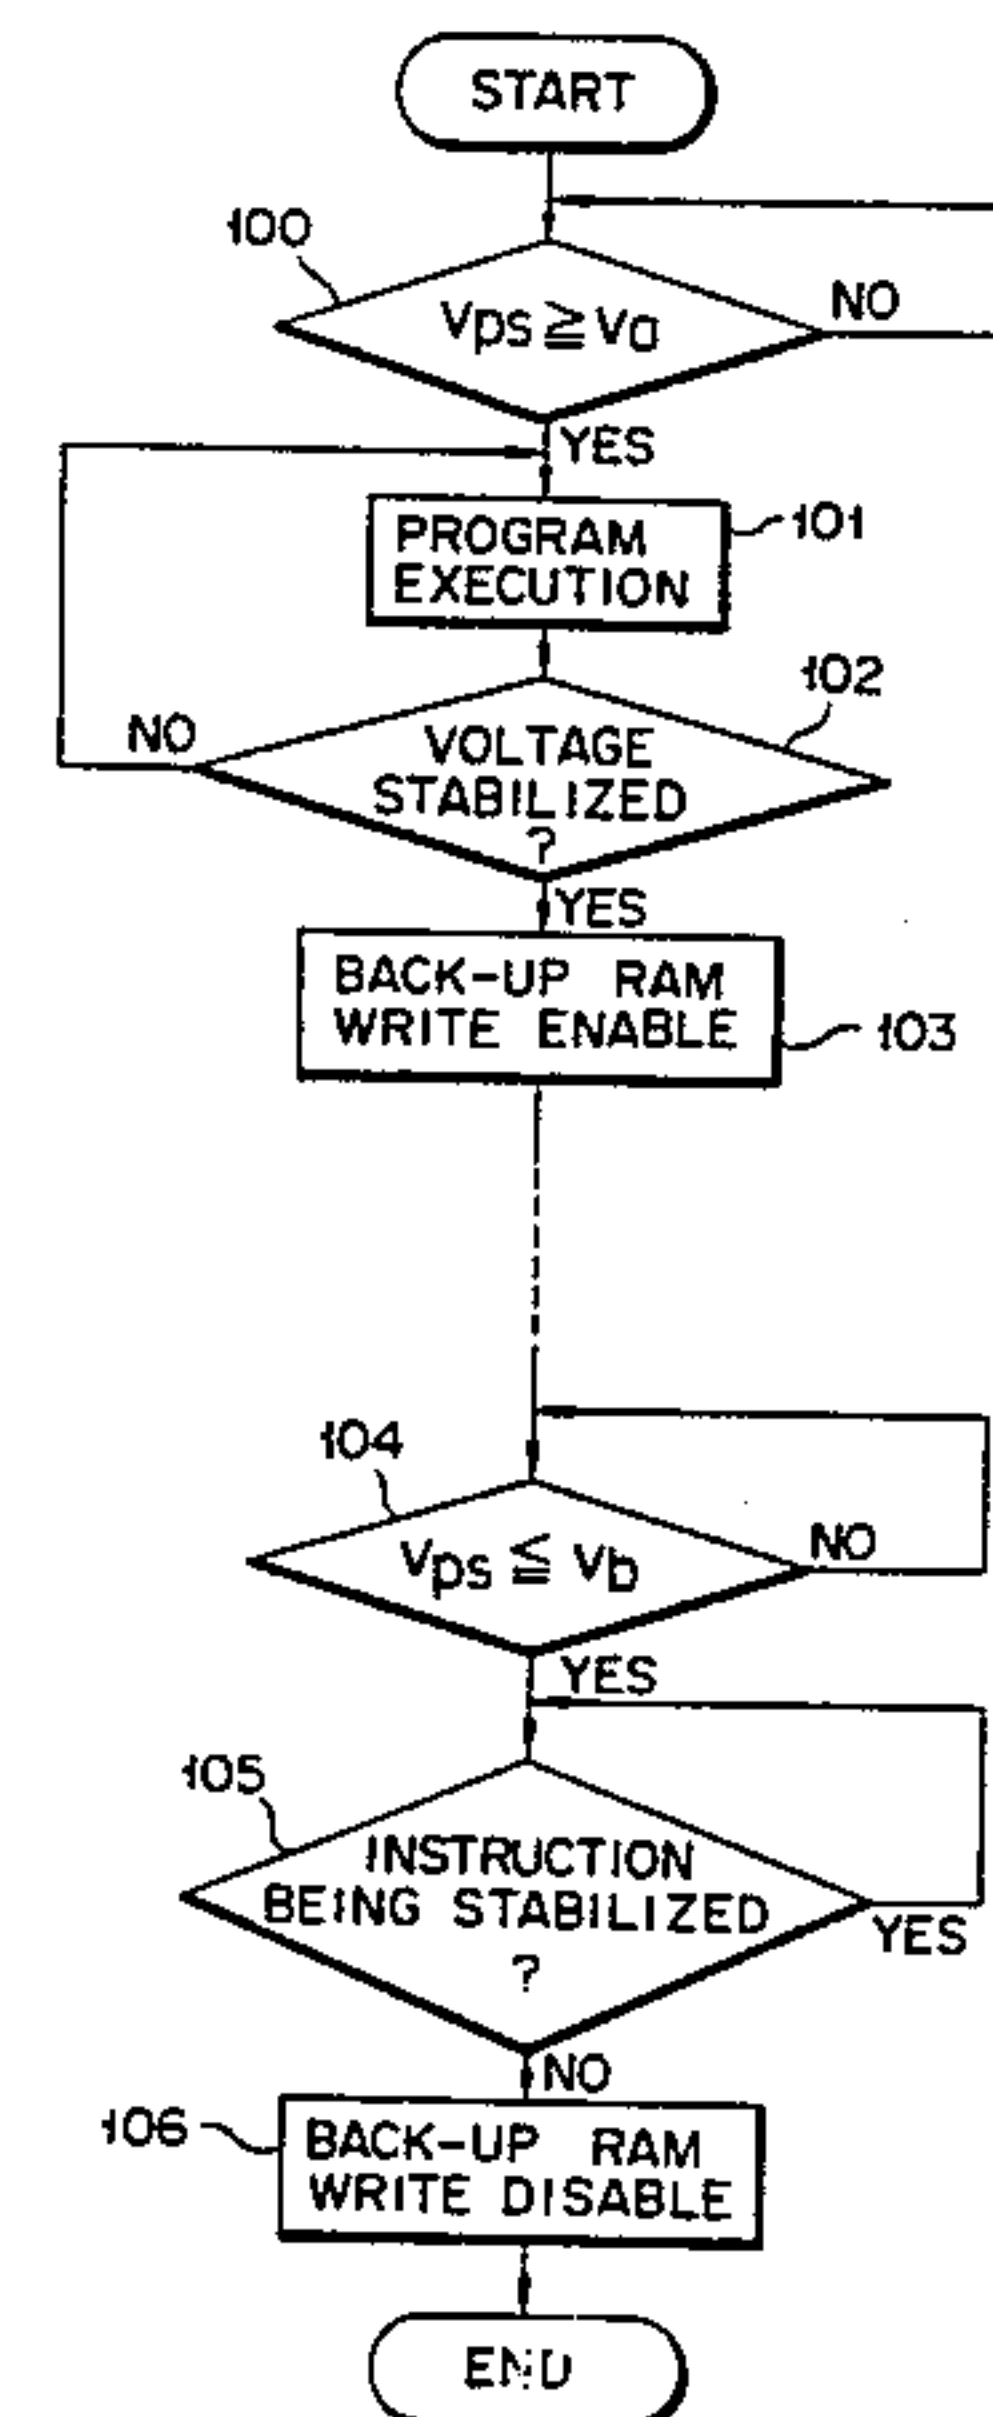 START
100
Vps ≧ Va
NO
YES
PROGRAM
EXECUTION
101
102
NO
VOLTAGE
STABILIZED
?
YES
BACK-UP RAM
WRITE ENABLE
103
104
Vps ≦ Vb
NO
YES
105
INSTRUCTION
BEING STABILIZED
?
YES
NO
106
BACK-UP RAM
WRITE DISABLE
END